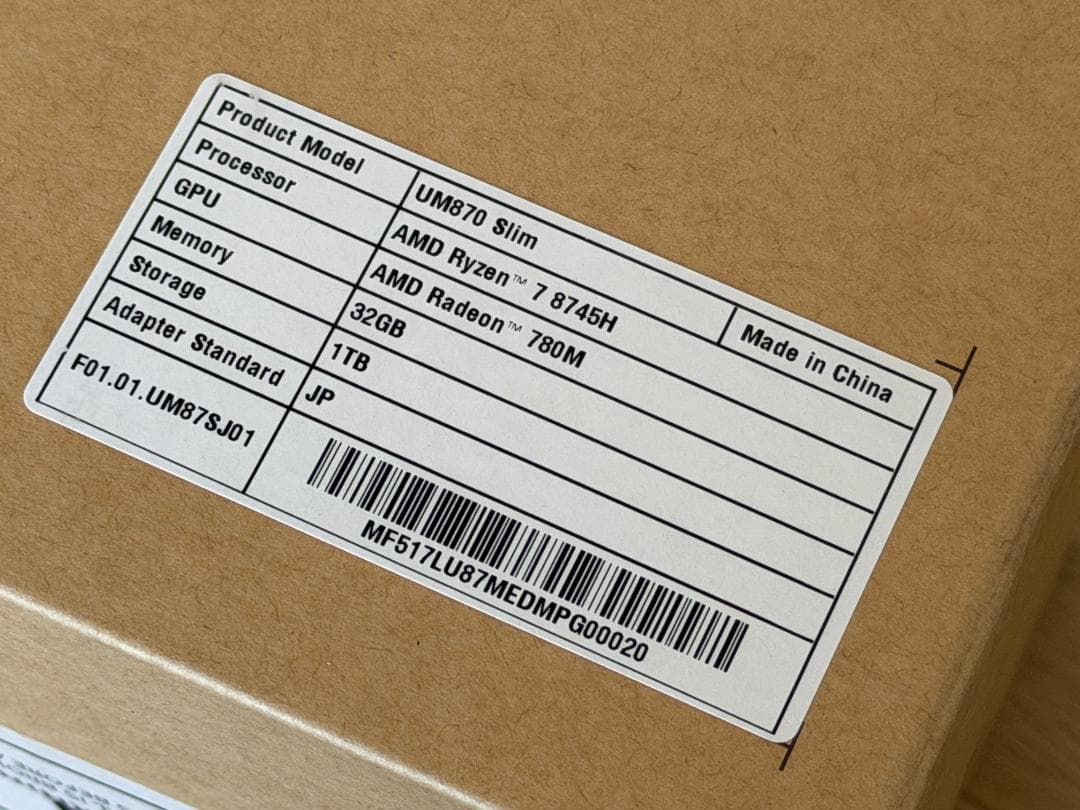 Product Model UM870 Slim Made in China
Processor AMD Ryzen™ 7 8745H
GPU AMD Radeon™ 780M
Memory 32GB
Storage 1TB
Adapter Standard JP
F01.01.UM87SJ01
MF517LU87MEDMPG00020